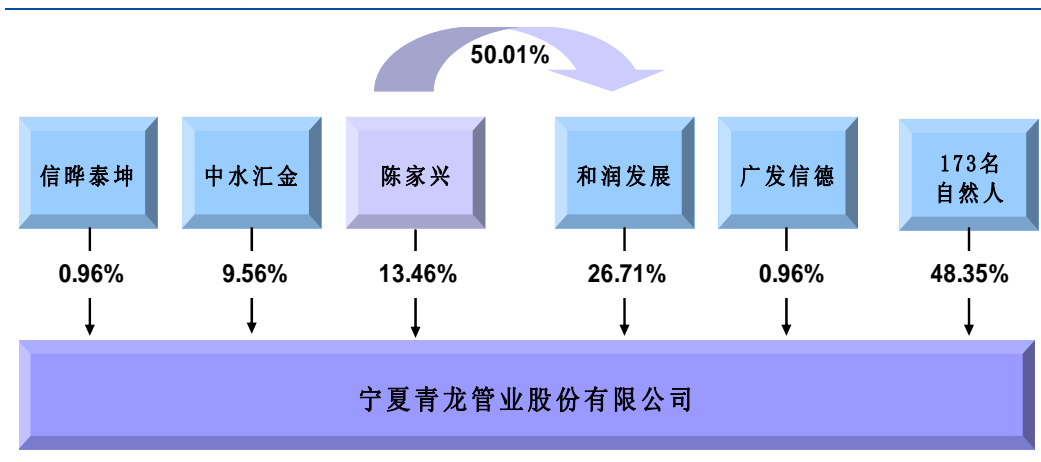 50.01%
信晔泰坤
中水汇金
陈家兴
和润发展
广发信德
173名
自然人
0.96%
9.56%
13.46%
26.71%
0.96%
48.35%
宁夏青龙管业股份有限公司